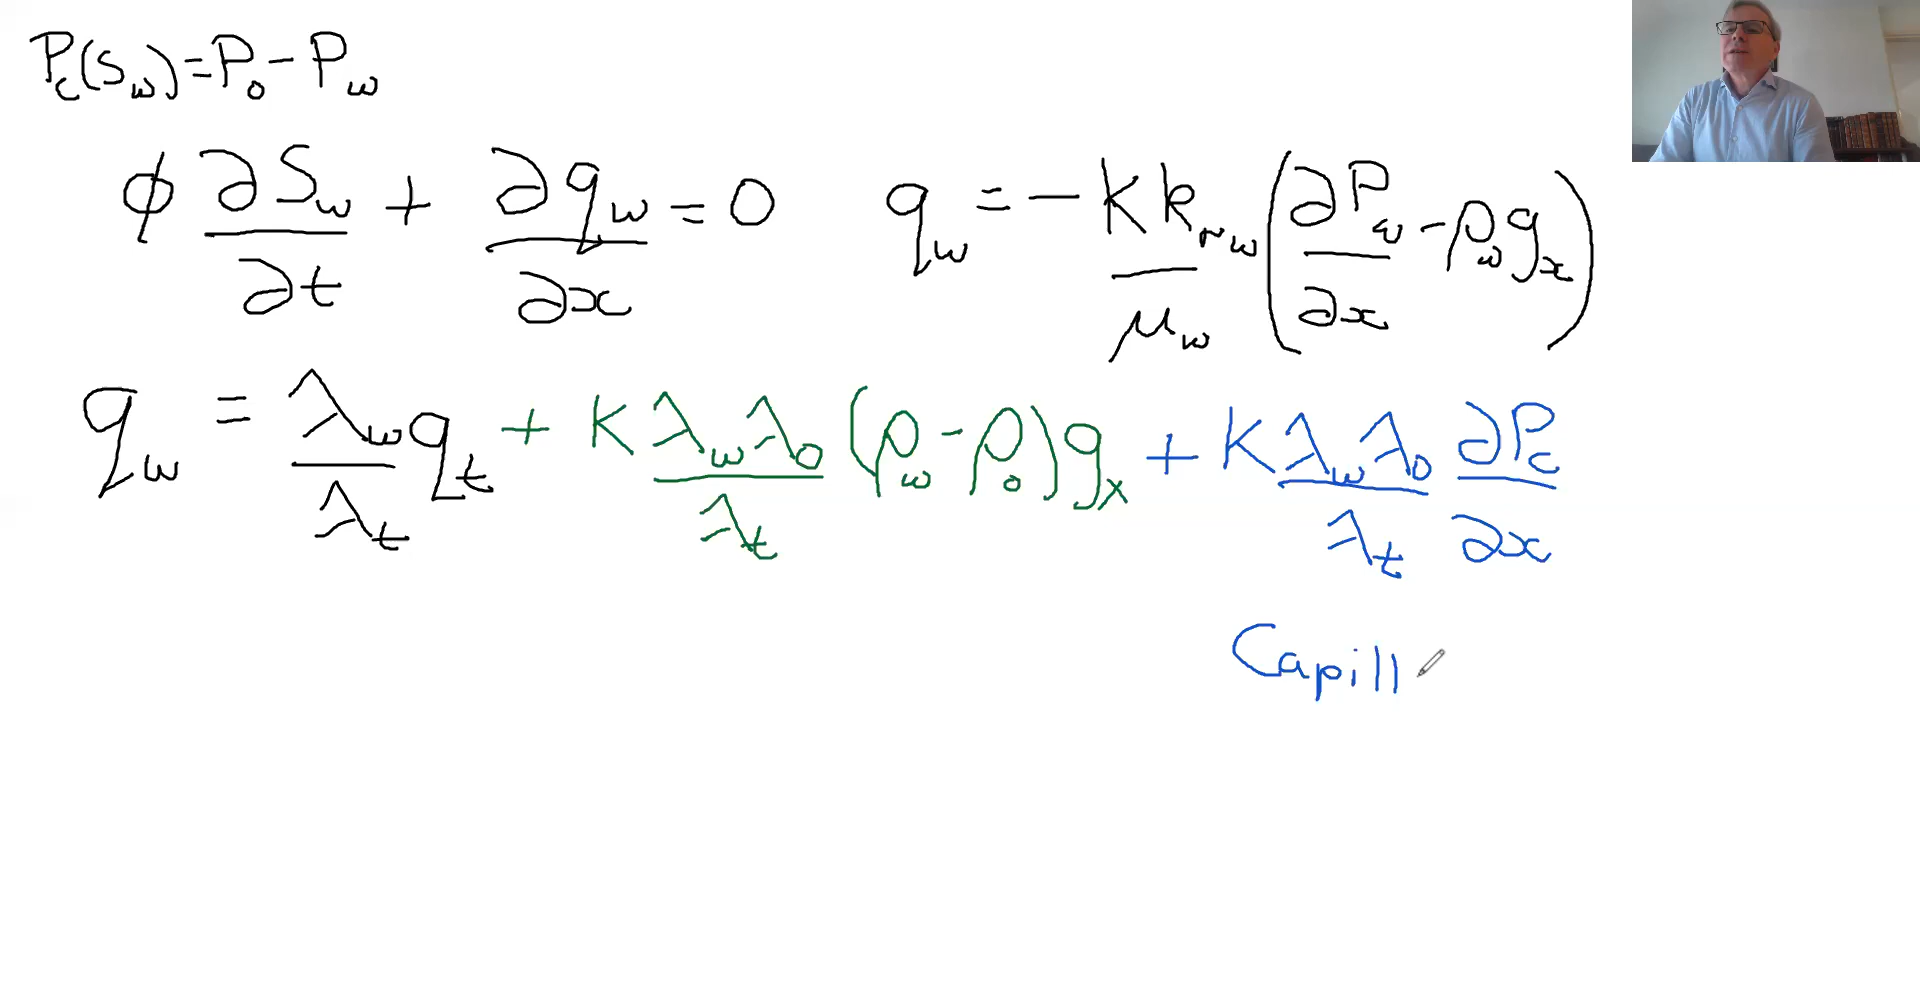 P_c(S_w) = P_o - P_w
ϕ ∂S_w/∂t + ∂q_w/∂x = 0    q_w = -K k_rw/μ_w (∂P_w/∂x - ρ_w g_x)
q_w = λ_w/λ_t q_t + K λ_w λ_o/λ_t (ρ_w - ρ_o) g_x + K λ_w λ_o/λ_t ∂P_c/∂x
Capill